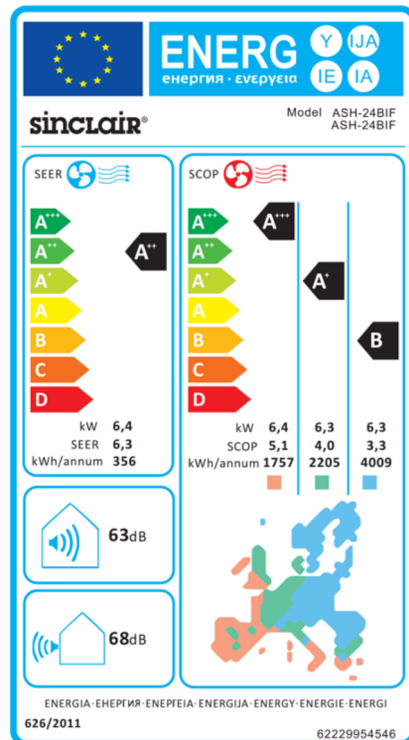 ENERG
енергия · ενεργεια
Y IJA
IE IA
sinclair®
Model ASH-24BIF
ASH-24BIF
SEER
A+++
A++
A+
A
B
C
D
A++
kW 6,4
SEER 6,3
kWh/annum 356
SCOP
A+++
A++
A+
A
B
C
D
A+++
A+
B
kW 6,4 6,3 6,3
SCOP 5,1 4,0 3,3
kWh/annum 1757 2205 4009
63dB
68dB
ENERGIA·ЕНЕРГИЯ·ΕΝΕΡΓΕΙΑ·ENERGIJA·ENERGY·ENERGIE·ENERGI
626/2011
62229954546